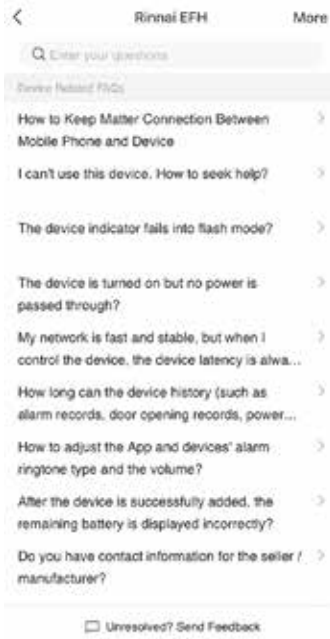 Rinnai EFH
More
Enter your questions
Device Related FAQs
How to Keep Matter Connection Between
Mobile Phone and Device
I can't use this device. How to seek help?
The device indicator fails into flash mode?
The device is turned on but no power is
passed through?
My network is fast and stable, but when I
control the device, the device latency is alwa...
How long can the device history (such as
alarm records, door opening records, power...
How to adjust the App and devices' alarm
ringtone type and the volume?
After the device is successfully added, the
remaining battery is displayed incorrectly?
Do you have contact information for the seller /
manufacturer?
Unresolved? Send Feedback